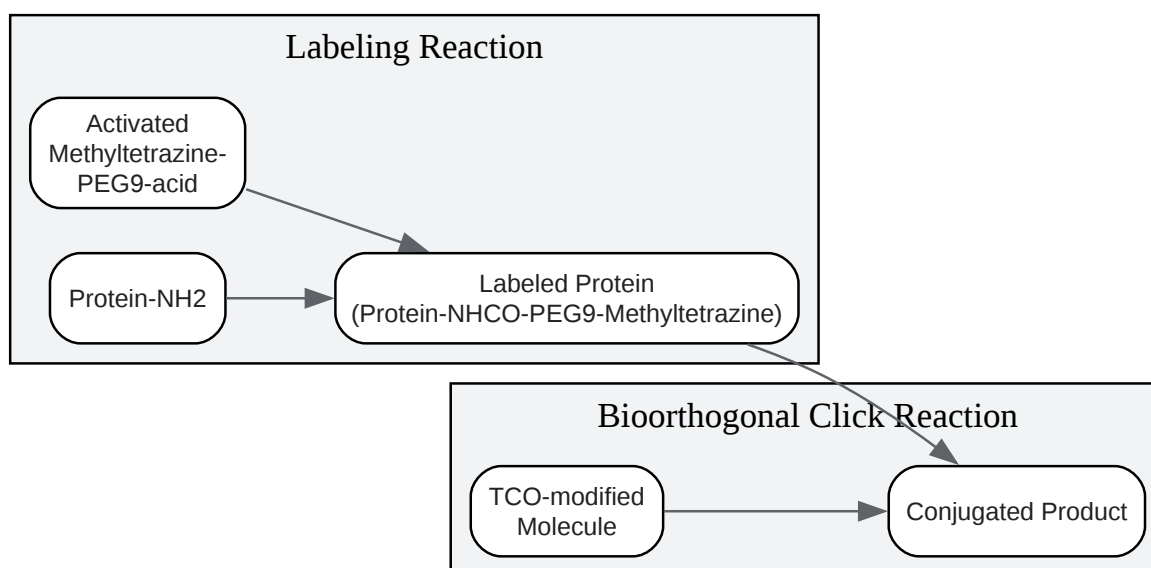 Labeling Reaction
Activated
Methyltetrazine-
PEG9-acid
Protein-NH2
Labeled Protein
(Protein-NHCO-PEG9-Methyltetrazine)
Bioorthogonal Click Reaction
TCO-modified
Molecule
Conjugated Product